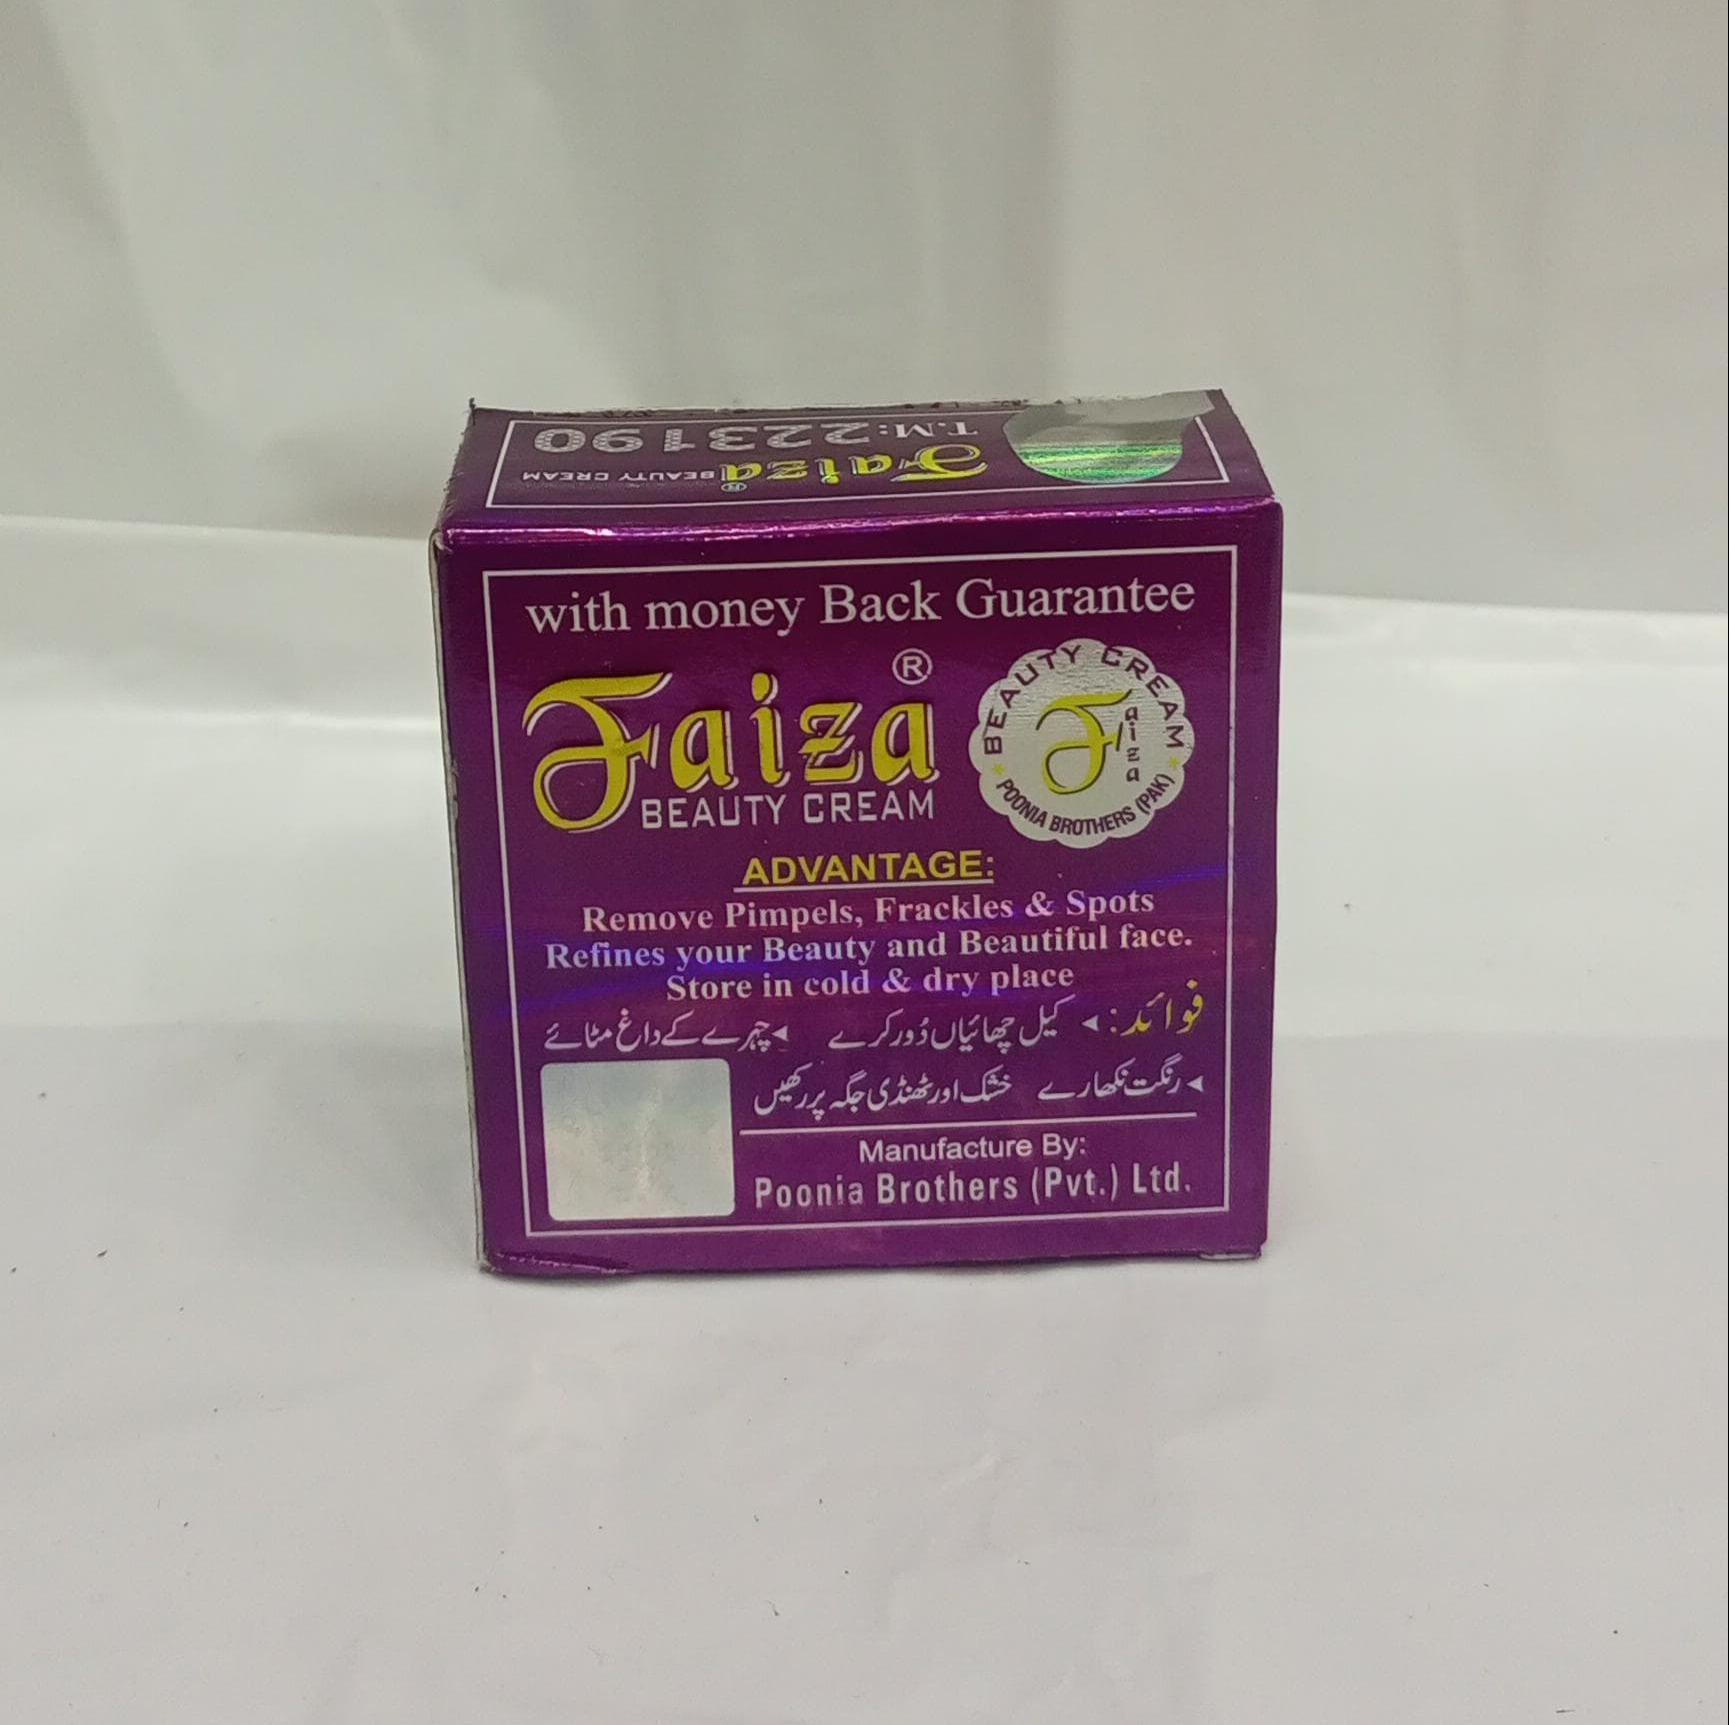 Faiza® BEAUTY CREAM
T.M:2223190
with money Back Guarantee
Faiza®
BEAUTY CREAM
BEAUTY CREAM
Faiza
POONIA BROTHERS (PAK)
ADVANTAGE:
Remove Pimpels, Frackles & Spots
Refines your Beauty and Beautiful face.
Store in cold & dry place
فوائد: ◂ کیل چھائیاں دُور کرے ◂ چہرے کے داغ مٹائے
◂ رنگت نکھارے خشک اور ٹھنڈی جگہ پر رکھیں
Manufacture By:
Poonia Brothers (Pvt.) Ltd.